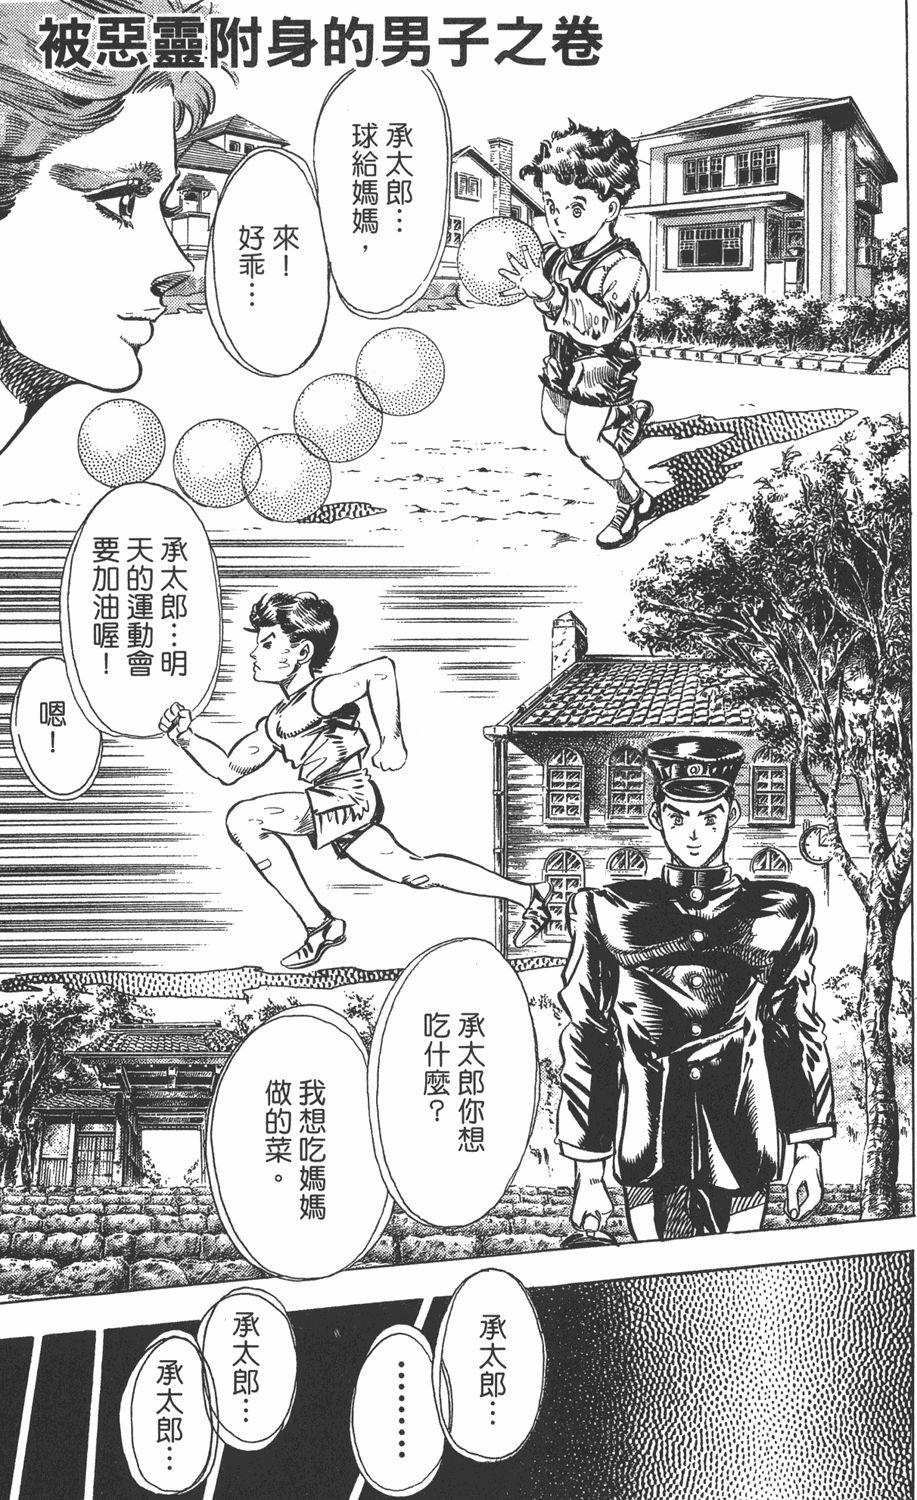 被惡靈附身的男子之卷
承太郎…
球給媽媽，
來！
好乖…
承太郎…明
天的運動會
要加油喔！
嗯！
承太郎你想
吃什麼？
我想吃媽媽
做的菜。
承太郎…
………
承太郎…
承太郎…